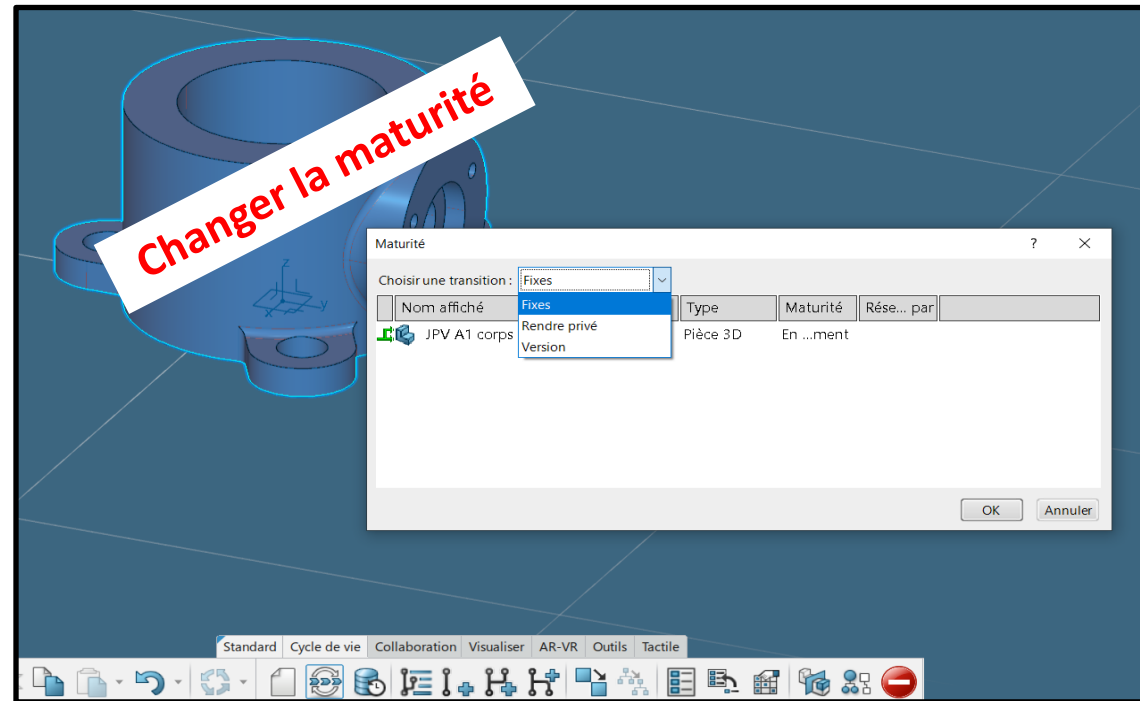 Changer la maturité
Maturité
Choisir une transition : Fixes
Nom affiché Type Maturité Rése... par
Fixes
Rendre privé
Version
JPV A1 corps Pièce 3D En ...ment
OK Annuler
z
x y
Standard Cycle de vie Collaboration Visualiser AR-VR Outils Tactile